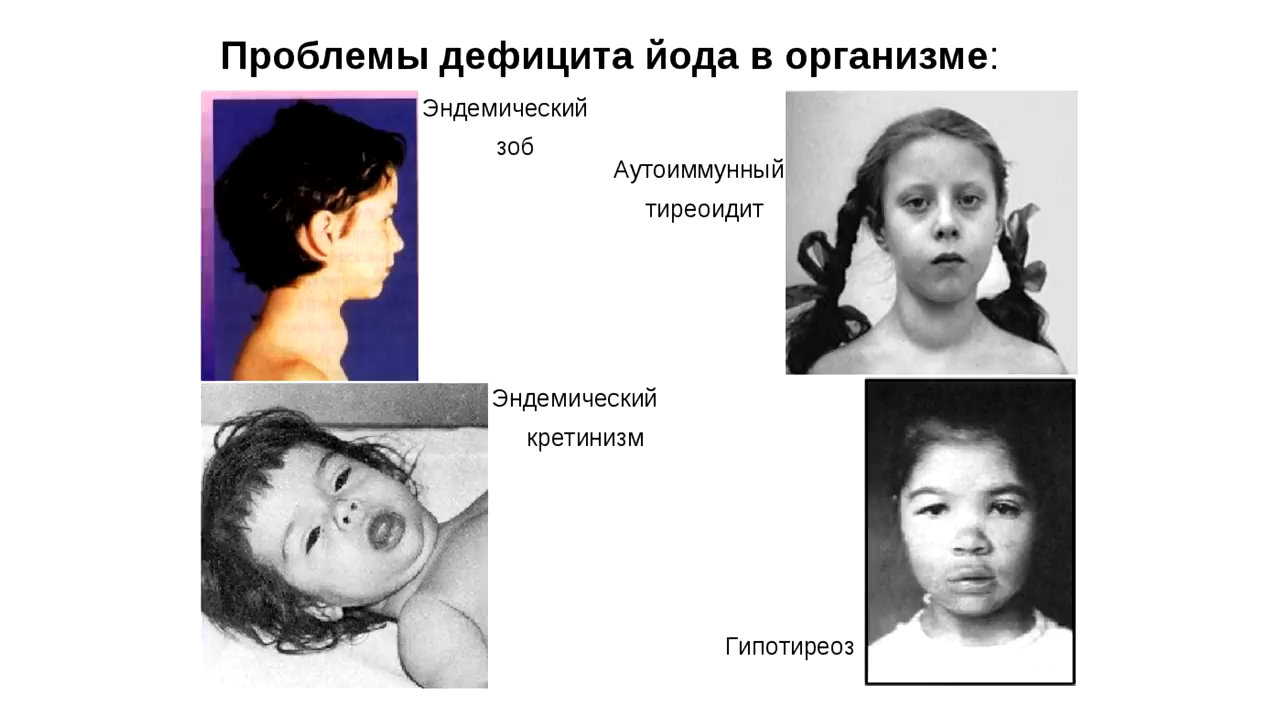 Проблемы дефицита йода в организме:
Эндемический
зоб
Аутоиммунный
тиреоидит
Эндемический
кретинизм
Гипотиреоз